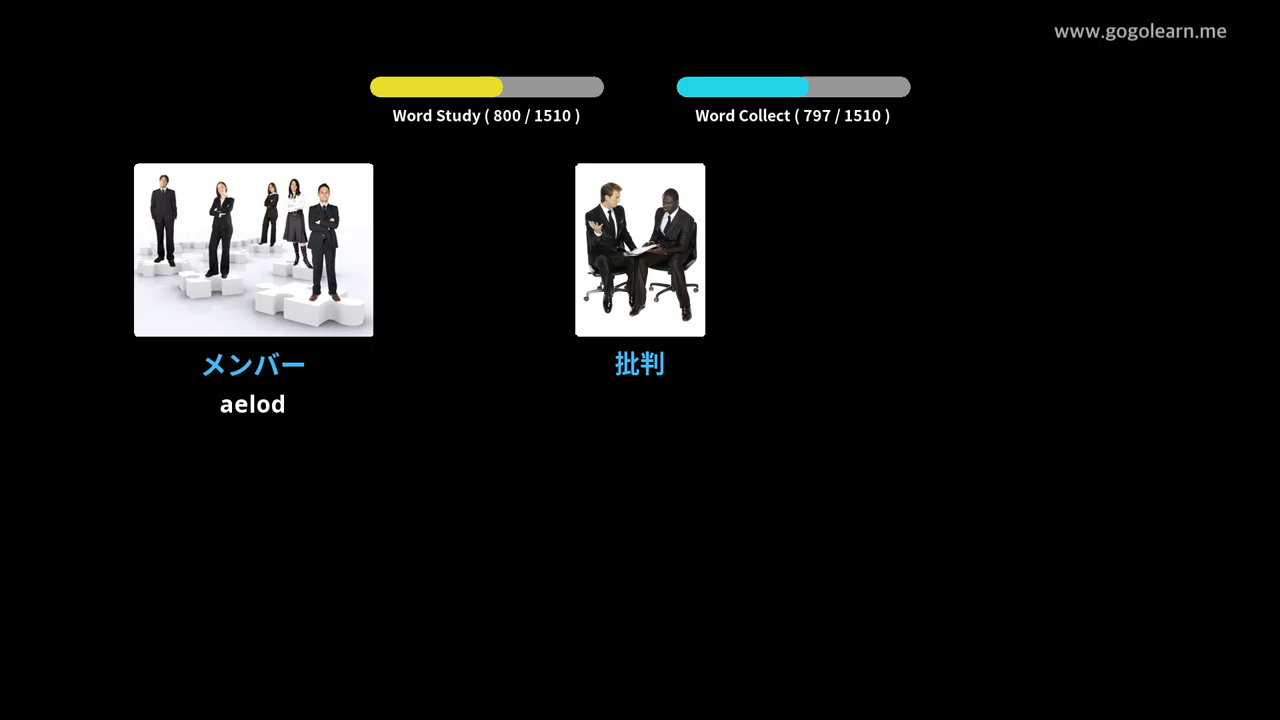 www.gogolearn.me
Word Study ( 800 / 1510 )
Word Collect ( 797 / 1510 )
メンバー
aelod
批判